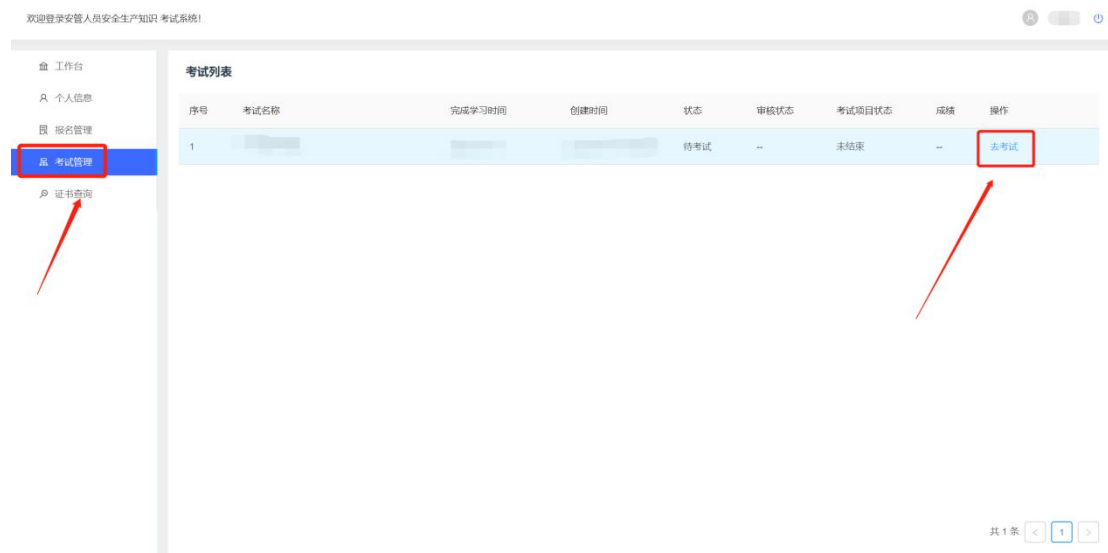 欢迎登录安管人员安全生产知识 考试系统!
工作台
个人信息
报名管理
考试管理
证书查询
考试列表
序号 考试名称 完成学习时间 创建时间 状态 审核状态 考试项目状态 成绩 操作
1 待考试 -- 未结束 -- 去考试
共 1 条 < 1 >